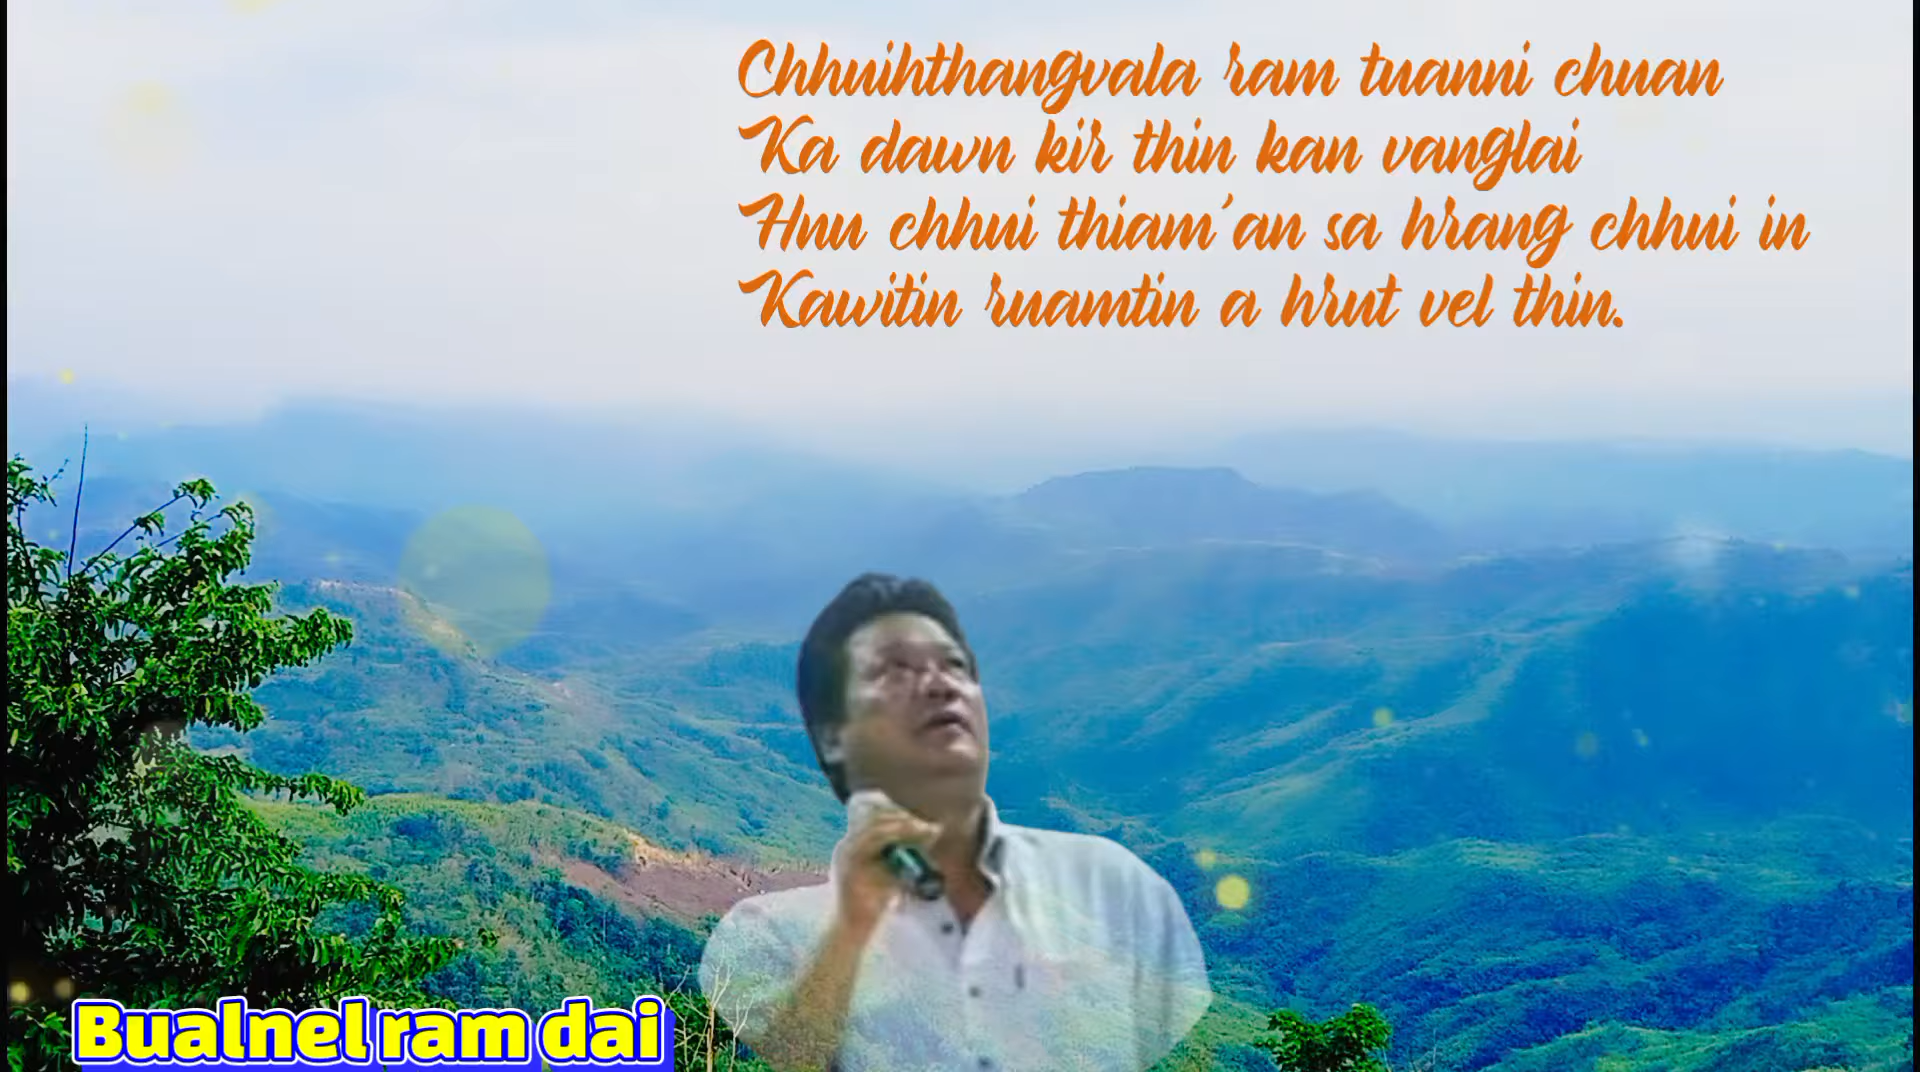 Chhuihthangvala ram tuanni chuan
Ka dawn kir thin kan vanglai
Hnu chhui thiam'an sa hrang chhui in
Kawitin ruamtin a hrut vel thin.
Bualnel ram dai